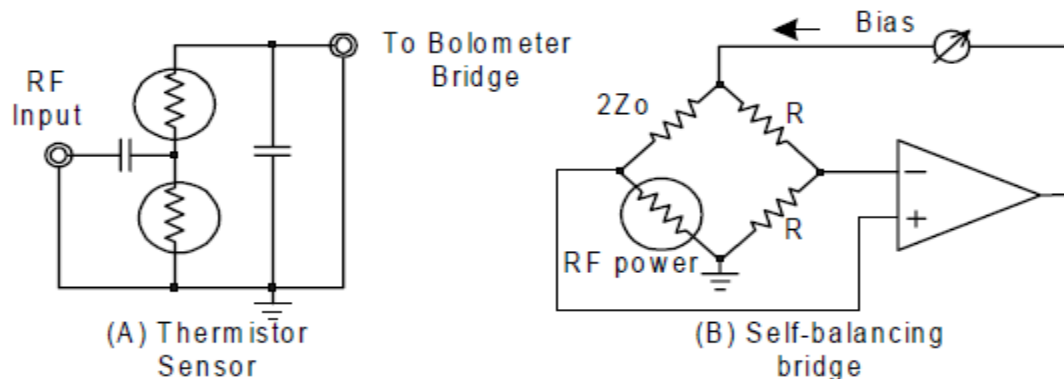 To Bolometer
Bridge
RF
Input
(A) Thermistor
Sensor
Bias
2Zo
R
R
−
+
RF power
(B) Self-balancing
bridge